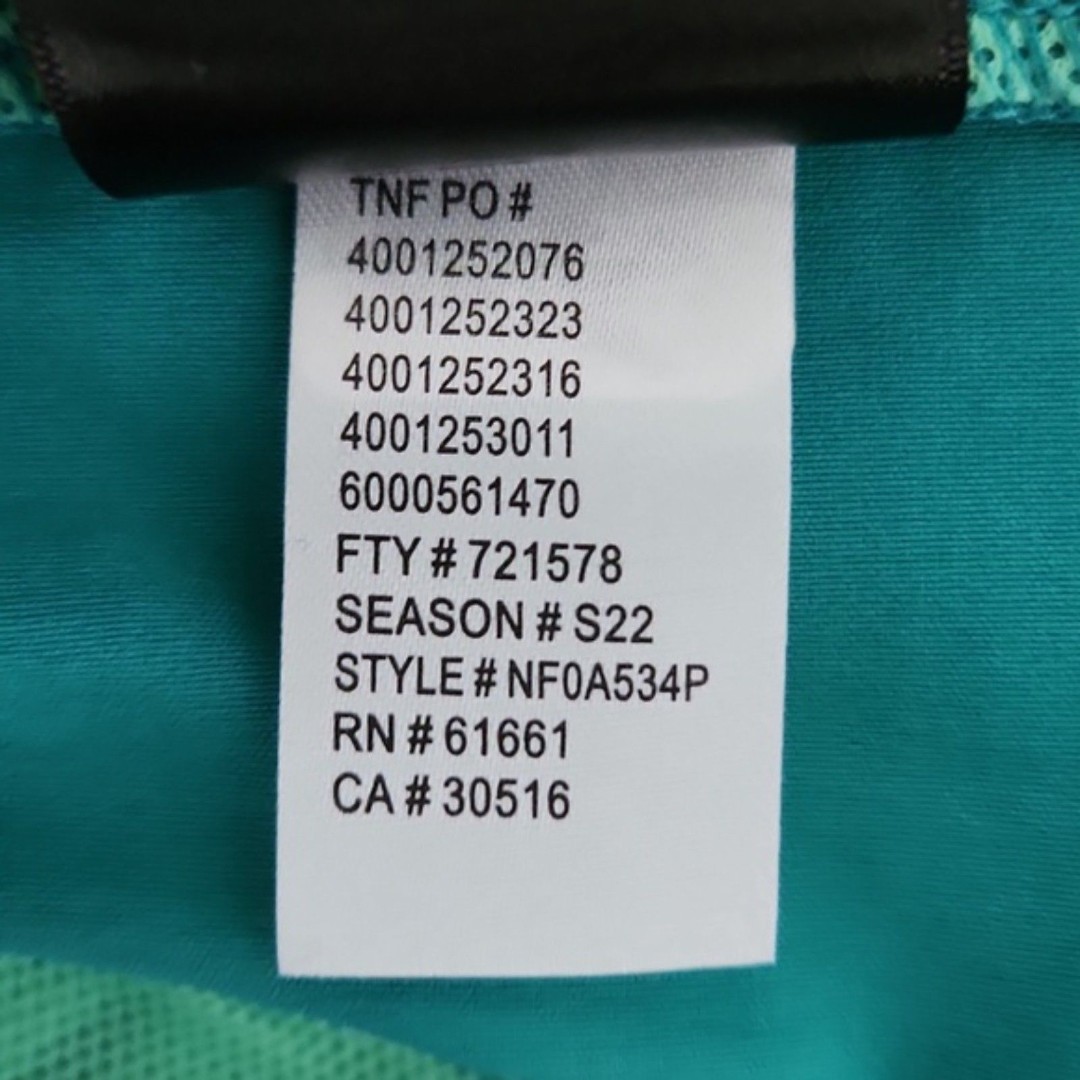 TNF PO #
4001252076
4001252323
4001252316
4001253011
6000561470
FTY # 721578
SEASON # S22
STYLE # NF0A534P
RN # 61661
CA # 30516